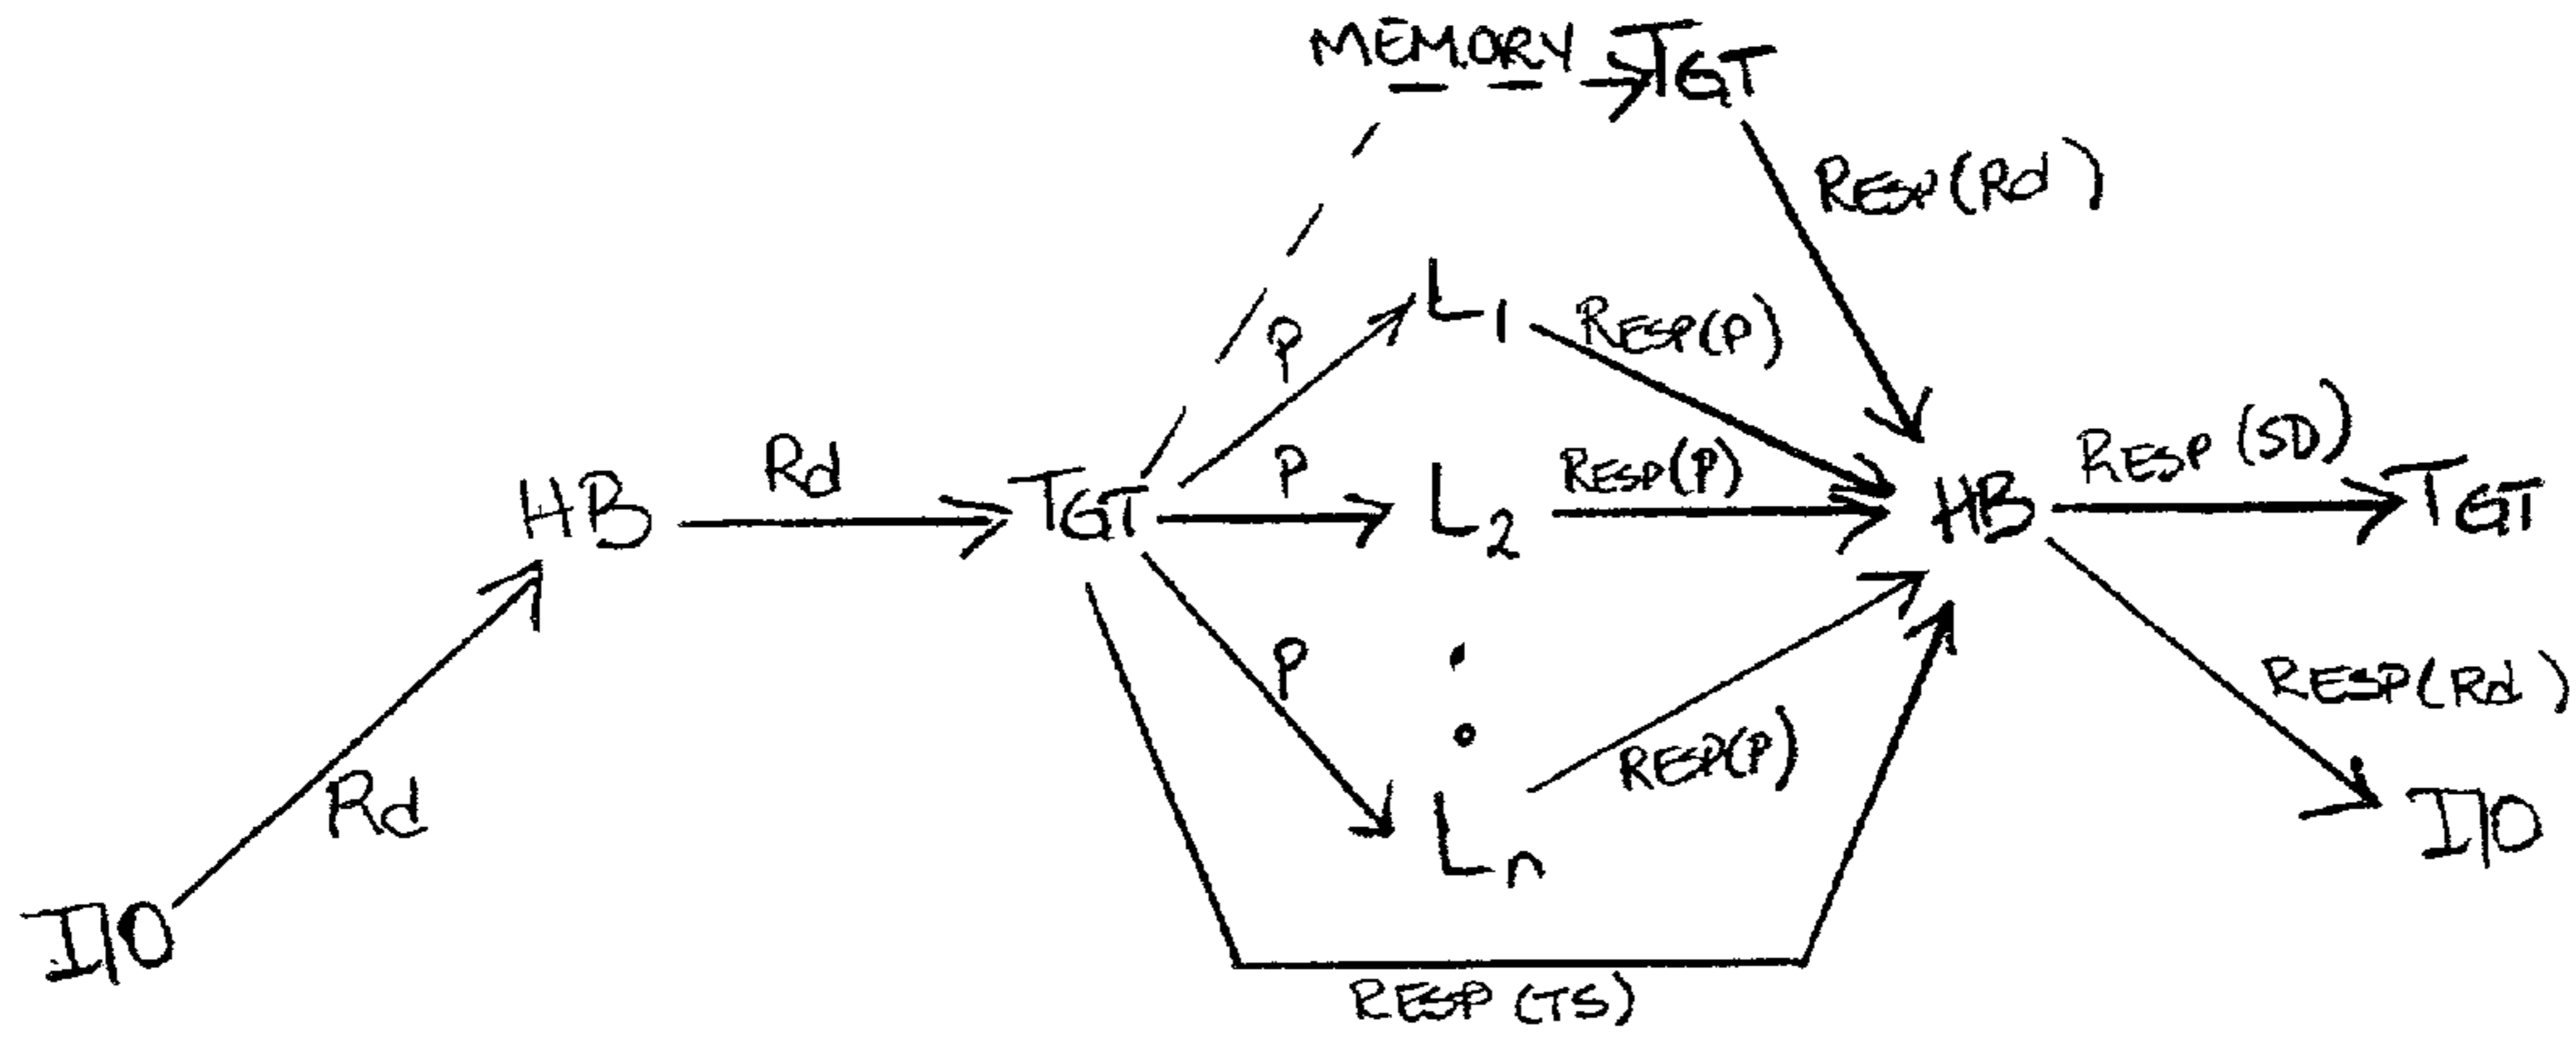 MEMORY TGT
RESP(Rd)
L1
P
RESP(P)
HB
Rd
TGT
P
L2
RESP(P)
HB
RESP(SD)
TGT
P
Ln
RESP(P)
RESP(Rd)
I/O
Rd
I/O
RESP(TS)